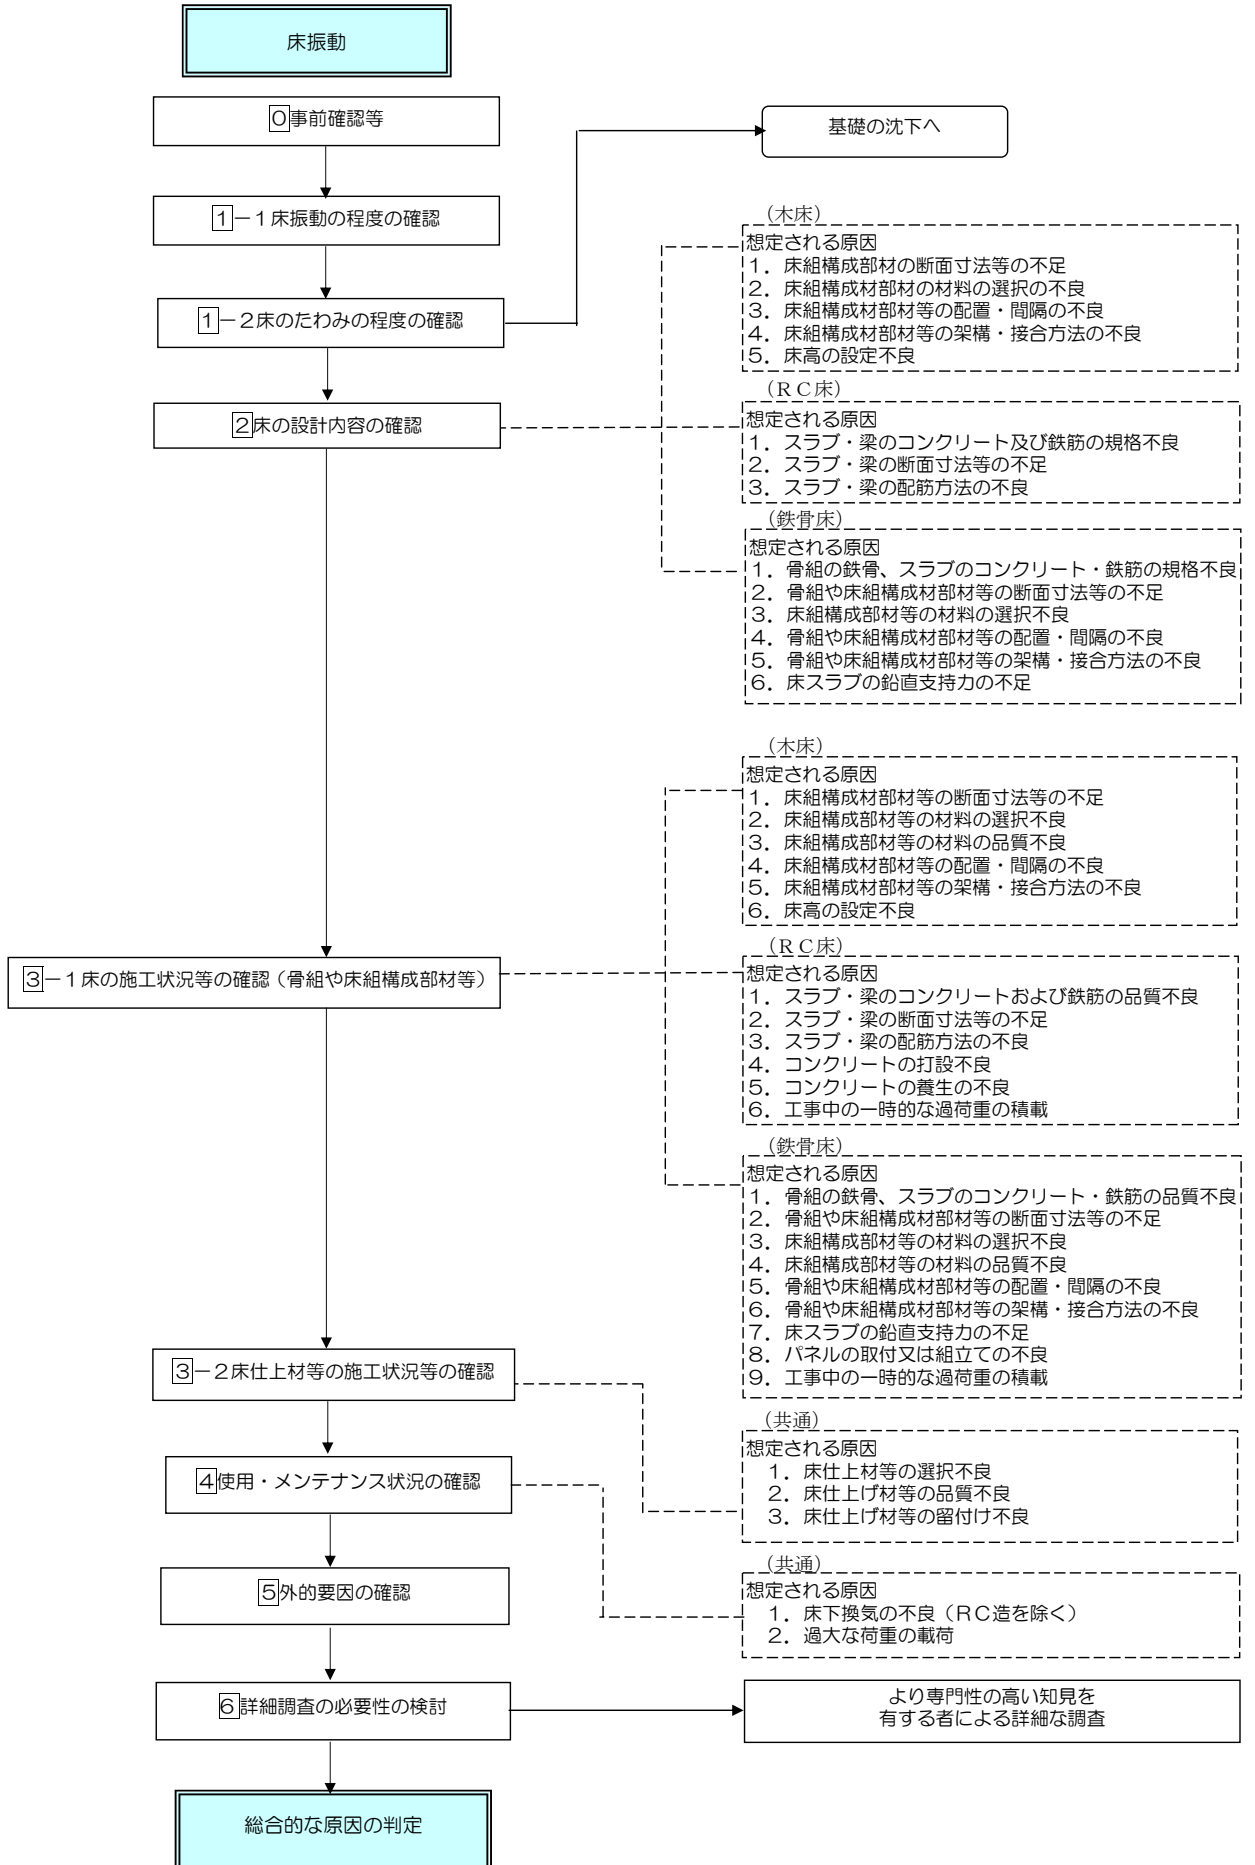 床振動
0事前確認等
基礎の沈下へ
1－1床振動の程度の確認
1－2床のたわみの程度の確認
2床の設計内容の確認
（木床）
想定される原因
1．床組構成部材の断面寸法等の不足
2．床組構成材部材の材料の選択の不良
3．床組構成材部材等の配置・間隔の不良
4．床組構成材部材等の架構・接合方法の不良
5．床高の設定不良
（ＲＣ床）
想定される原因
1．スラブ・梁のコンクリート及び鉄筋の規格不良
2．スラブ・梁の断面寸法等の不足
3．スラブ・梁の配筋方法の不良
（鉄骨床）
想定される原因
1．骨組の鉄骨、スラブのコンクリート・鉄筋の規格不良
2．骨組や床組構成材部材等の断面寸法等の不足
3．床組構成部材等の材料の選択不良
4．骨組や床組構成材部材等の配置・間隔の不良
5．骨組や床組構成材部材等の架構・接合方法の不良
6．床スラブの鉛直支持力の不足
3－1床の施工状況等の確認（骨組や床組構成部材等）
（木床）
想定される原因
1．床組構成材部材等の断面寸法等の不足
2．床組構成部材等の材料の選択不良
3．床組構成部材等の材料の品質不良
4．床組構成材部材等の配置・間隔の不良
5．床組構成材部材等の架構・接合方法の不良
6．床高の設定不良
（ＲＣ床）
想定される原因
1．スラブ・梁のコンクリートおよび鉄筋の品質不良
2．スラブ・梁の断面寸法等の不足
3．スラブ・梁の配筋方法の不良
4．コンクリートの打設不良
5．コンクリートの養生の不良
6．工事中の一時的な過荷重の積載
（鉄骨床）
想定される原因
1．骨組の鉄骨、スラブのコンクリート・鉄筋の品質不良
2．骨組や床組構成材部材等の断面寸法等の不足
3．床組構成部材等の材料の選択不良
4．床組構成部材等の材料の品質不良
5．骨組や床組構成材部材等の配置・間隔の不良
6．骨組や床組構成材部材等の架構・接合方法の不良
7．床スラブの鉛直支持力の不足
8．パネルの取付又は組立ての不良
9．工事中の一時的な過荷重の積載
3－2床仕上材等の施工状況等の確認
（共通）
想定される原因
1．床仕上材等の選択不良
2．床仕上げ材等の品質不良
3．床仕上げ材等の留付け不良
4使用・メンテナンス状況の確認
（共通）
想定される原因
1．床下換気の不良（ＲＣ造を除く）
2．過大な荷重の載荷
5外的要因の確認
6詳細調査の必要性の検討
より専門性の高い知見を
有する者による詳細な調査
総合的な原因の判定